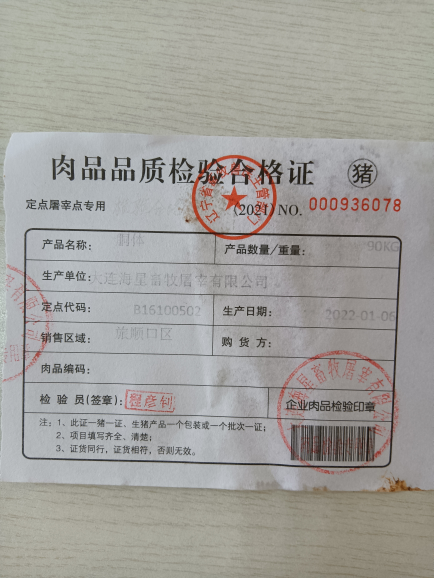 肉品品质检验合格证 猪
定点屠宰点专用 (2021) NO. 000936078
产品名称: 胴体 产品数量/重量: 90KG
生产单位: 大连海星畜牧屠宰有限公司
定点代码: 816100502 生产日期: 2022-01-06
销售区域: 旅顺口区 购货方:
肉品编码:
检验员(签章):
企业肉品检验印章
注: 1、此证一猪一证、生猪产品一个包装或一个批次一证;
2、项目填写齐全、清楚;
3、证货同行,证货相符,否则无效。